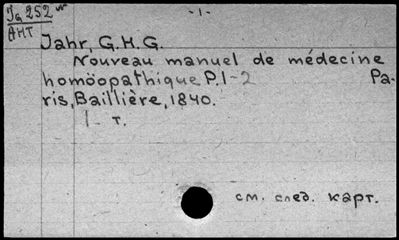 Ja 252
- 1 -
АНТ
Jahr, G.H.G.
Nouveau manuel de médecine
homöopathique P.1-2 Pa-
ris, Baillière, 1840.
1 т.
см. след. карт.